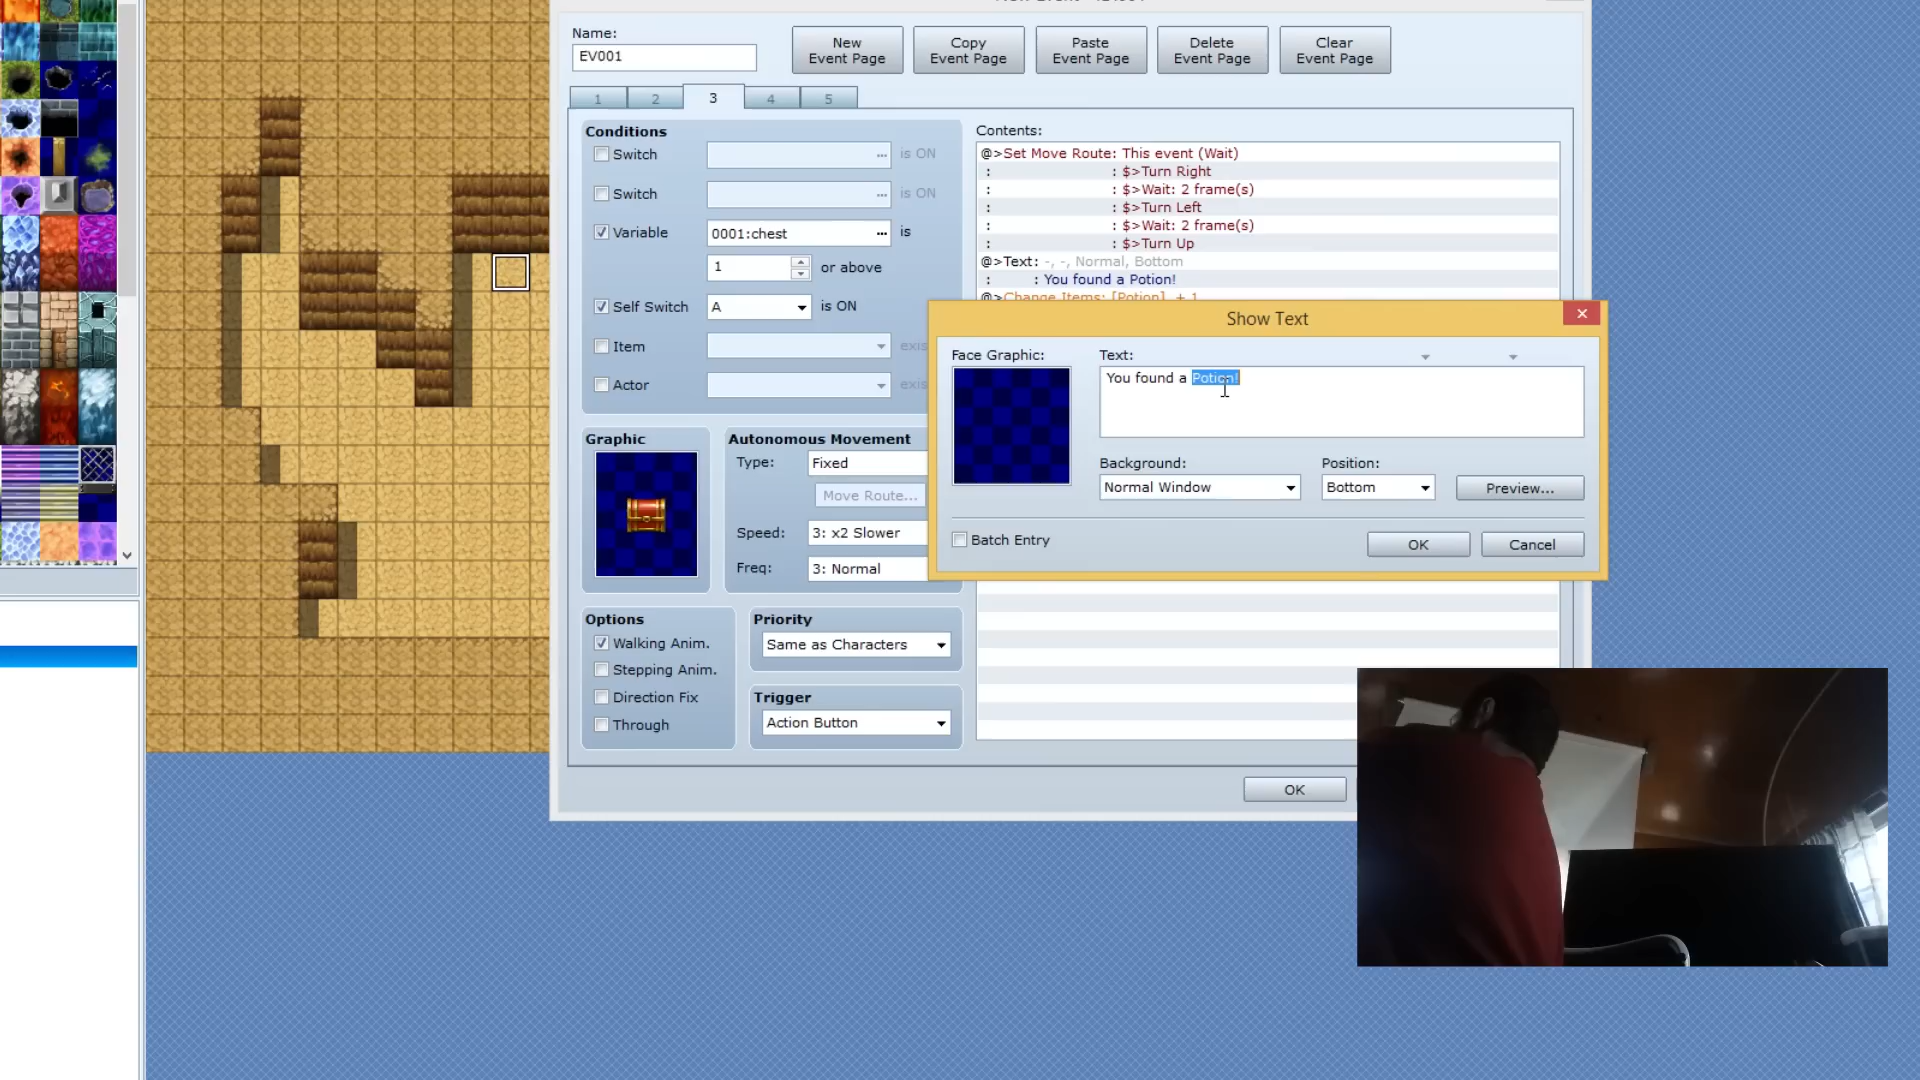 Name:
EV001
New
Event Page
Copy
Event Page
Paste
Event Page
Delete
Event Page
Clear
Event Page
1 2 3 4 5
Conditions
Switch ... is ON
Switch ... is ON
Variable 0001:chest ... is
1 or above
Self Switch A is ON
Item
Actor
Graphic
Autonomous Movement
Type: Fixed
Move Route...
Speed: 3: x2 Slower
Freq: 3: Normal
Options
Walking Anim.
Stepping Anim.
Direction Fix
Through
Priority
Same as Characters
Trigger
Action Button
Contents:
@>Set Move Route: This event (Wait)
: : $>Turn Right
: : $>Wait: 2 frame(s)
: : $>Turn Left
: : $>Wait: 2 frame(s)
: : $>Turn Up
@>Text: -, -, Normal, Bottom
: : You found a Potion!
@>Change Items: [Potion], + 1
Show Text
Face Graphic:
Text:
You found a Potion!
Background:
Normal Window
Position:
Bottom
Preview...
Batch Entry
OK
Cancel
OK